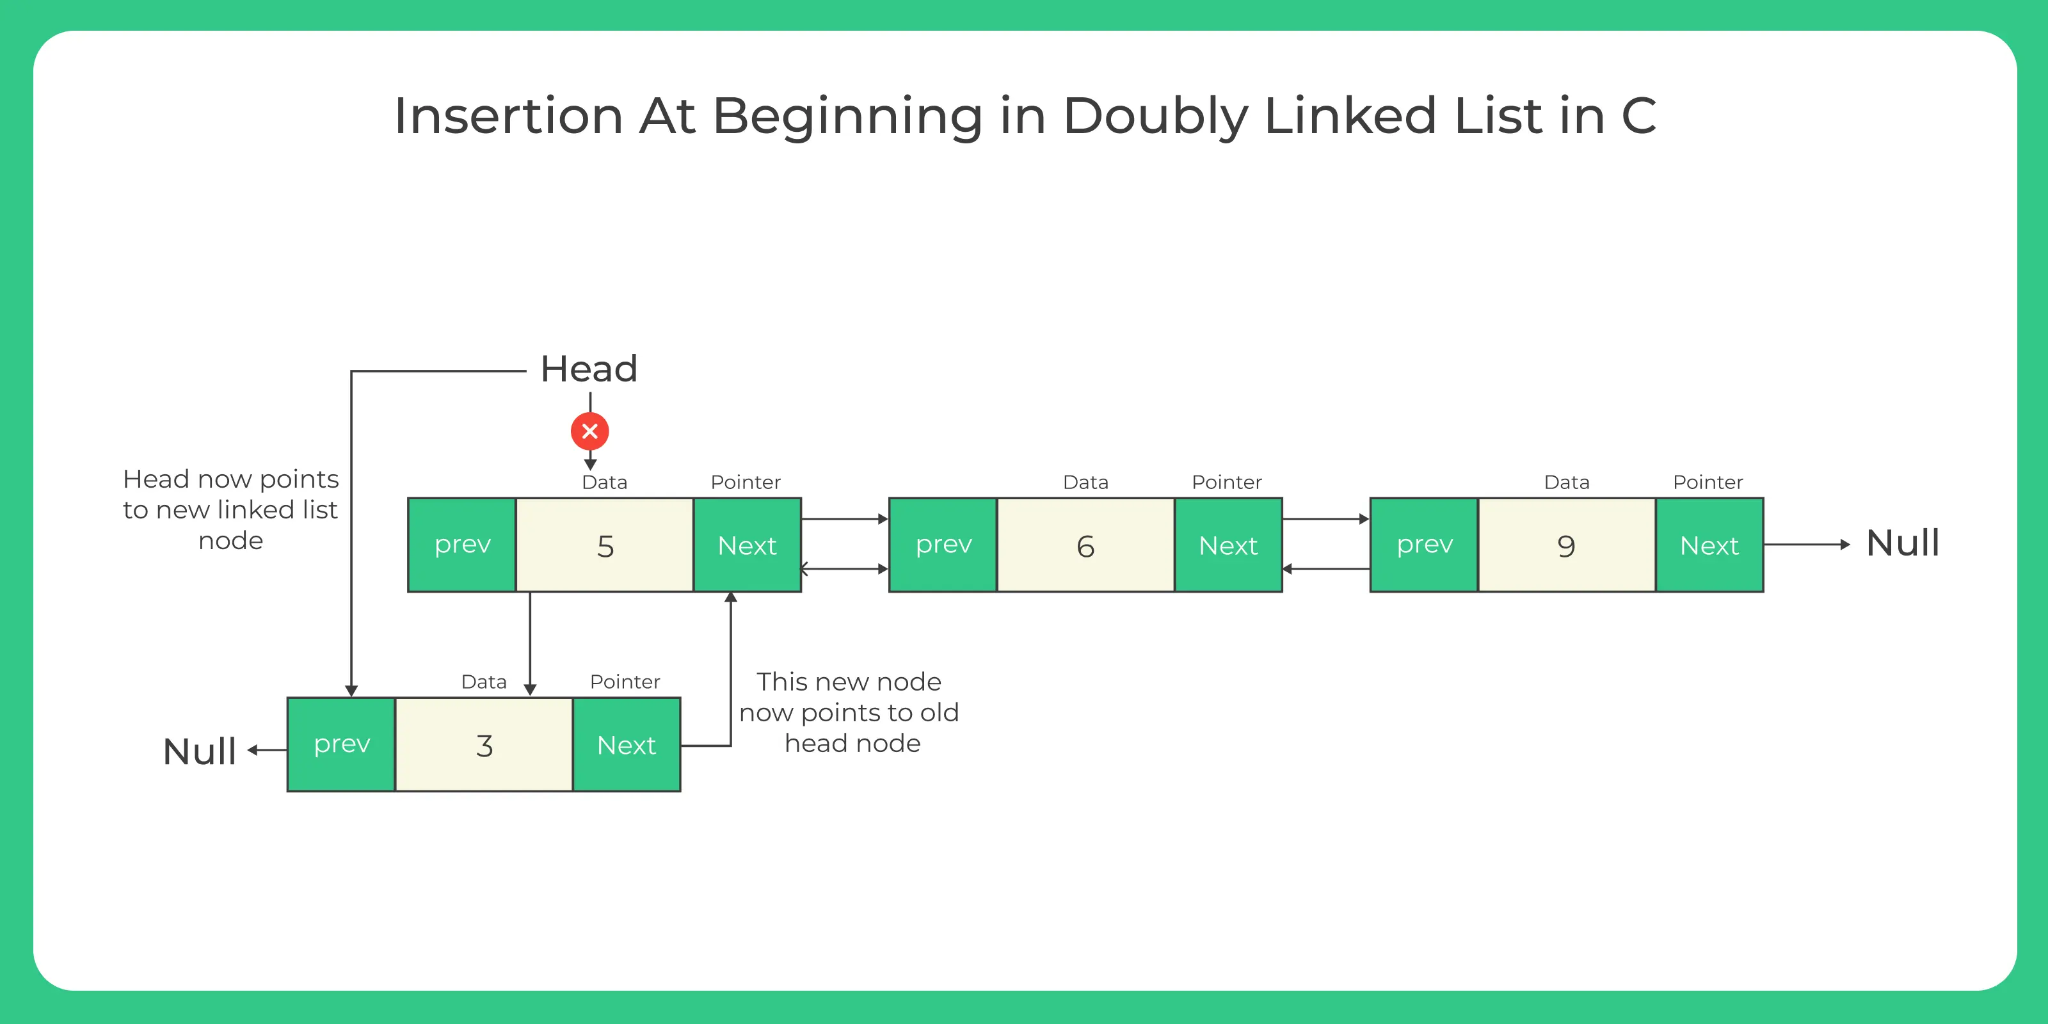 Insertion At Beginning in Doubly Linked List in C
Head
Head now points
to new linked list
node
Data Pointer
prev 5 Next
Data Pointer
prev 6 Next
Data Pointer
prev 9 Next
Null
Data Pointer
Null
prev 3 Next
This new node
now points to old
head node